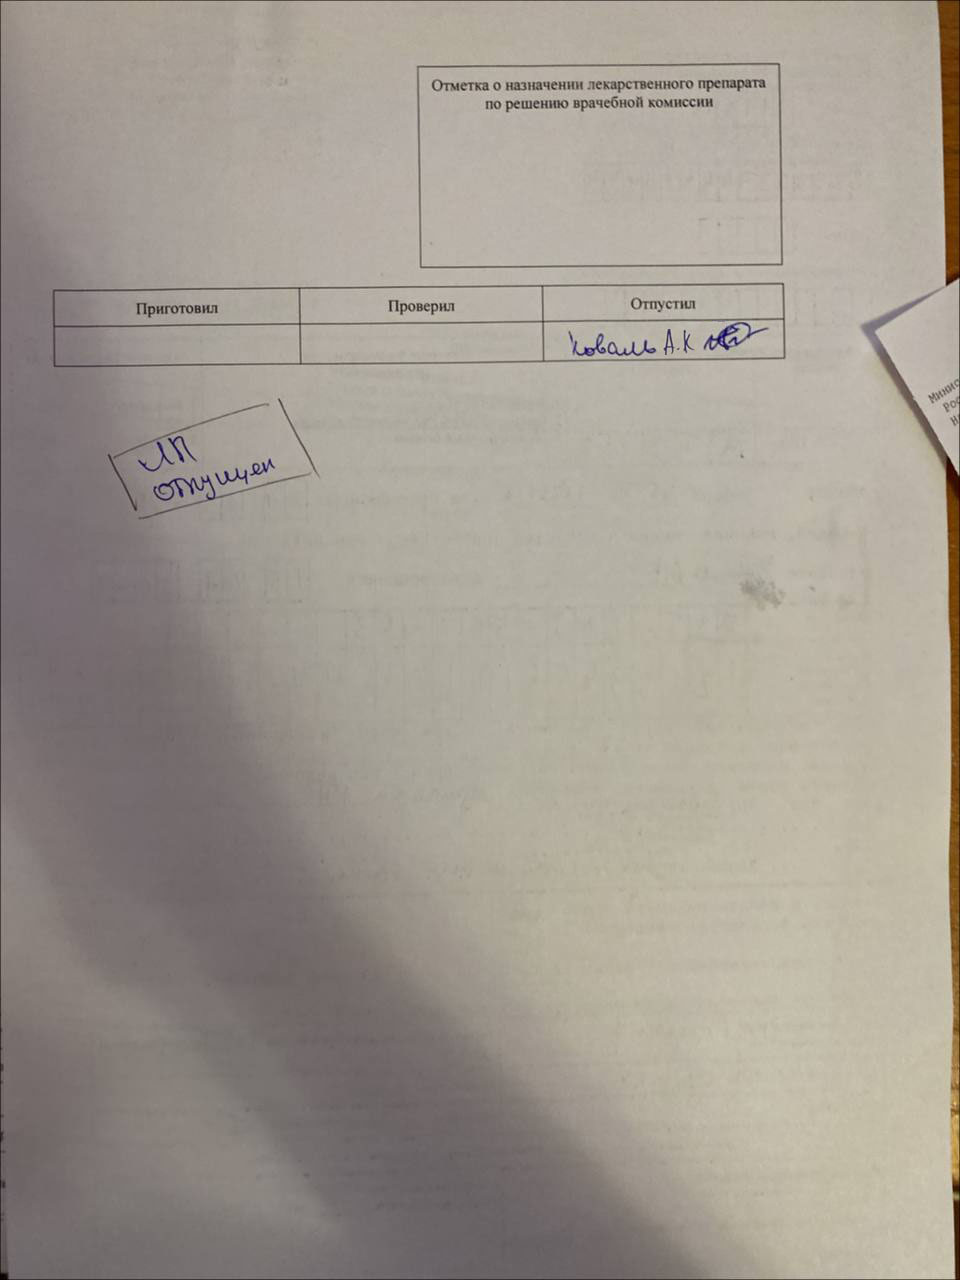 Отметка о назначении лекарственного препарата
по решению врачебной комиссии
Приготовил Проверил Отпустил
Коваль А.К
ЛП
отпущен